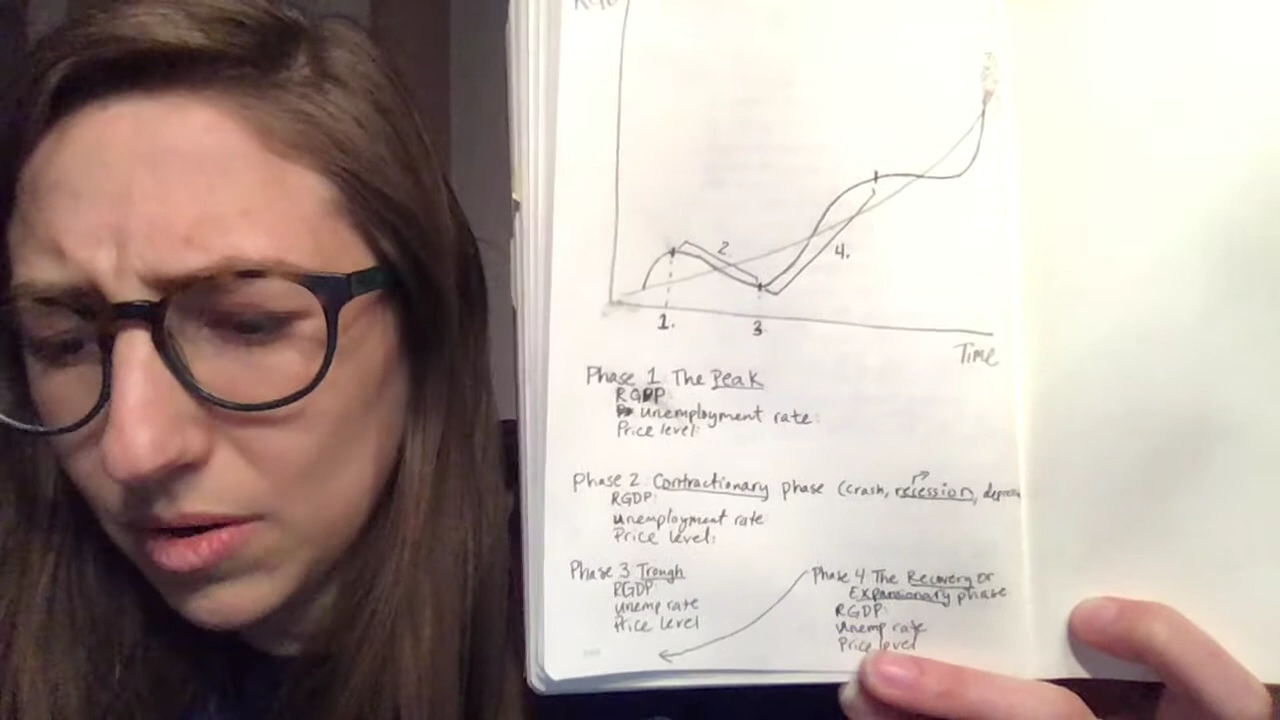 2
4.
1.
3
Time
Phase 1 The Peak
RGDP:
unemployment rate:
Price level:
Phase 2 Contractionary phase (crash, recession,
RGDP:
unemployment rate
Price level:
Phase 3 Trough
RGDP
unemp rate
Price level
Phase 4 The Recovery or
Expansionary phase
RGDP:
unemp rate
Price level